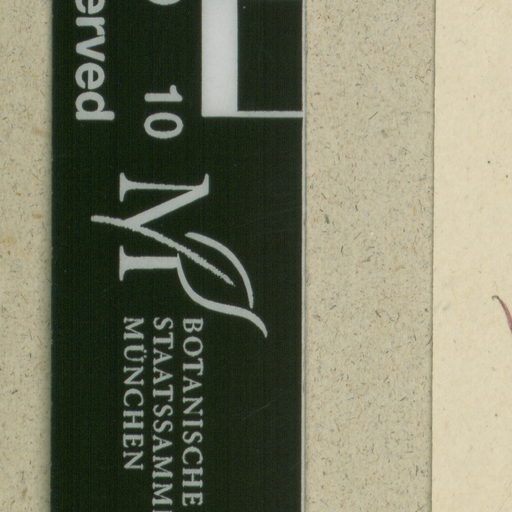 erved
10
BOTANISCHE
STAATSSAMM
MÜNCHEN